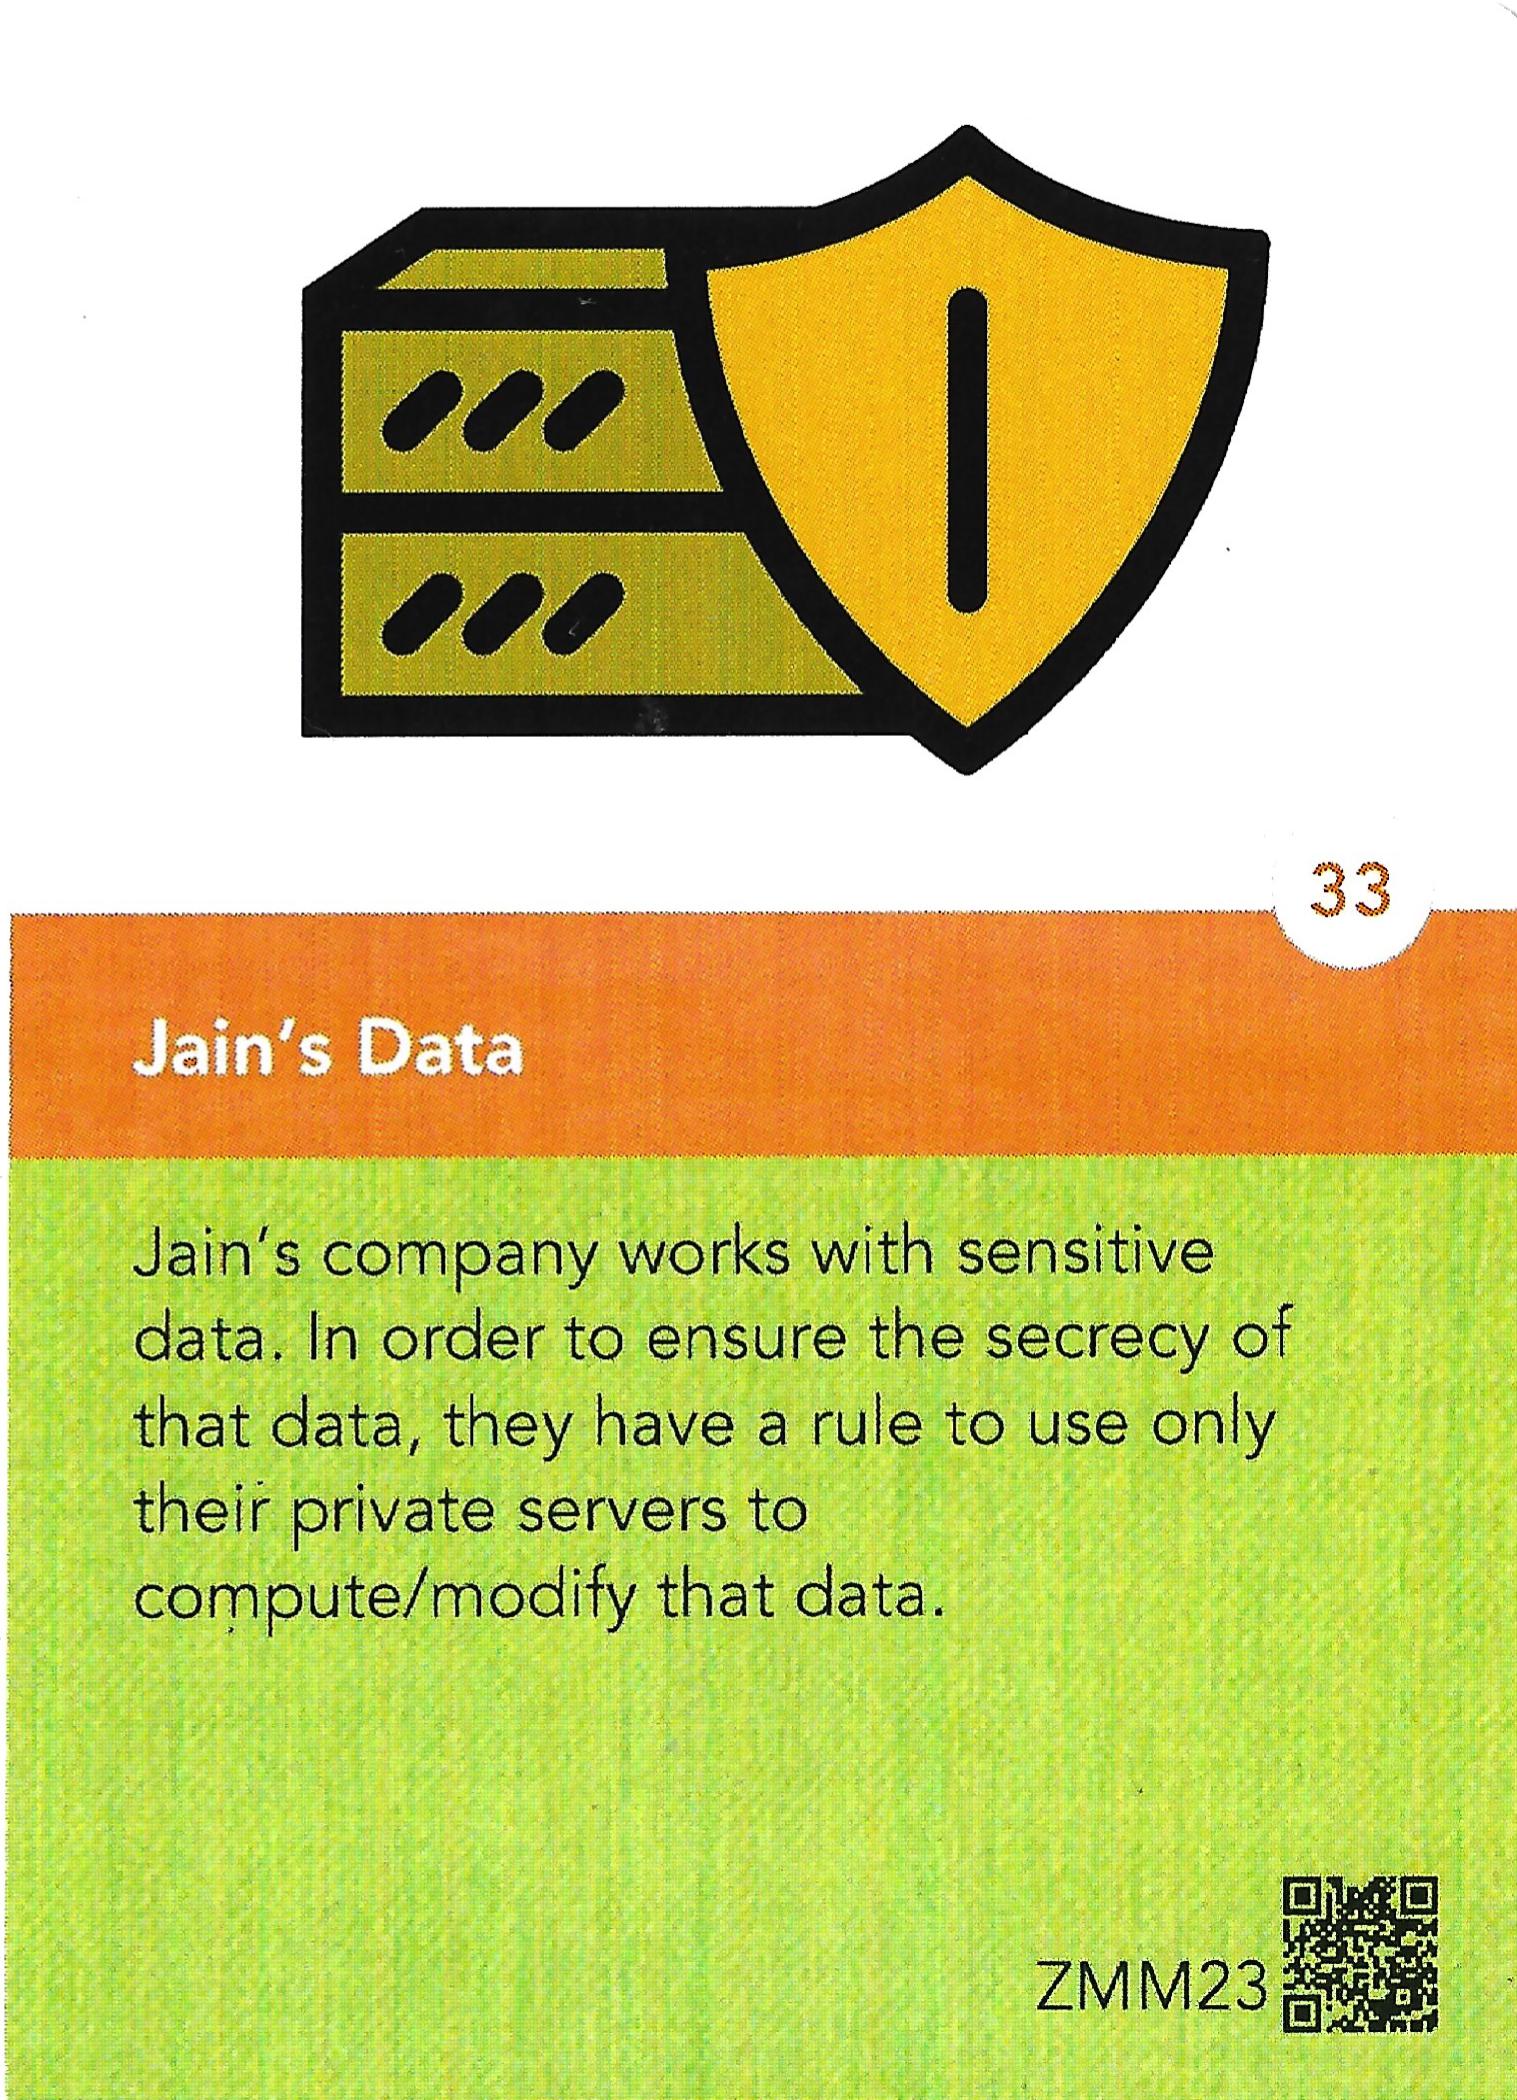 33
Jain's Data
Jain's company works with sensitive
data. In order to ensure the secrecy of
that data, they have a rule to use only
their private servers to
compute/modify that data.
ZMM23